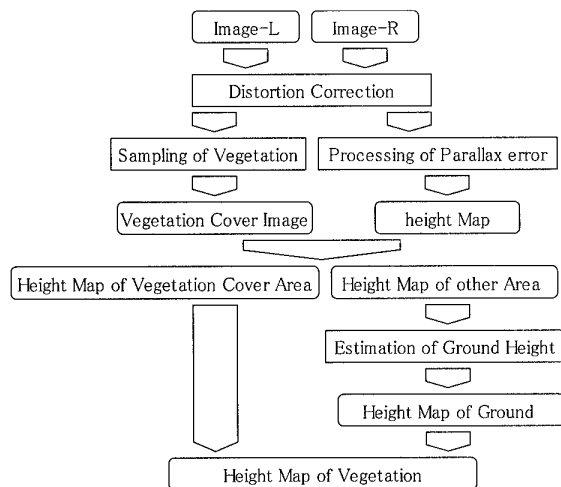 Image-L
Image-R
Distortion Correction
Sampling of Vegetation
Processing of Parallax error
Vegetation Cover Image
height Map
Height Map of Vegetation Cover Area
Height Map of other Area
Estimation of Ground Height
Height Map of Ground
Height Map of Vegetation